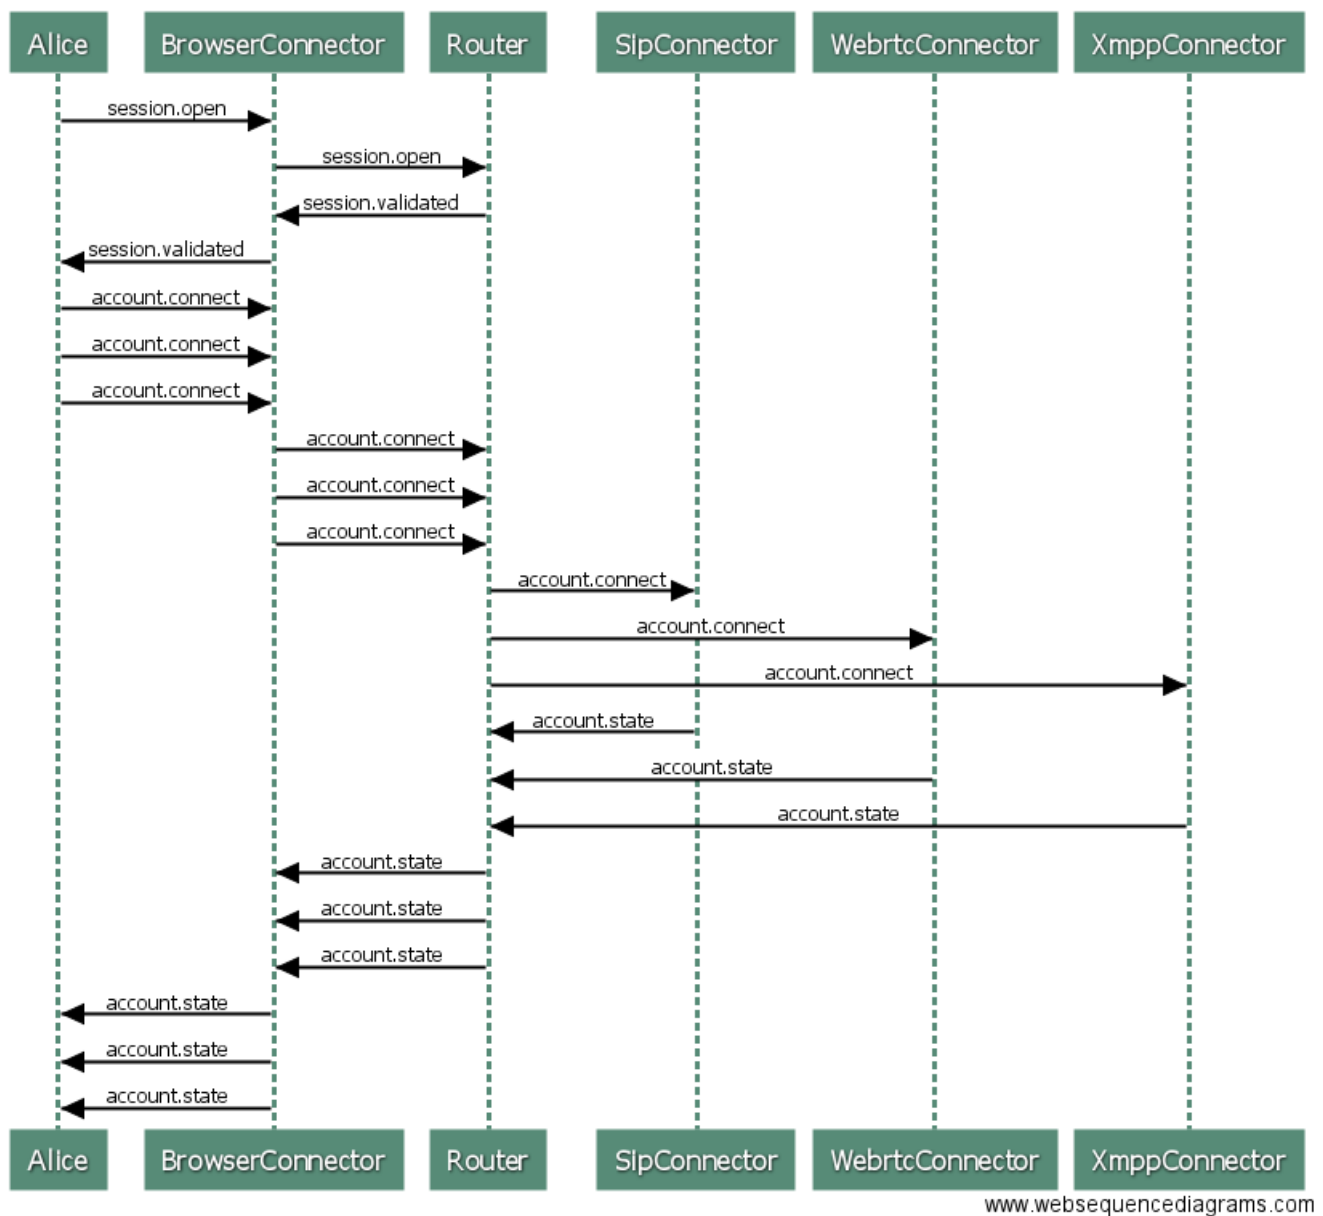 Alice BrowserConnector Router SipConnector WebrtcConnector XmppConnector
session.open
session.open
session.validated
session.validated
account.connect
account.connect
account.connect
account.connect
account.connect
account.connect
account.connect
account.connect
account.connect
account.state
account.state
account.state
account.state
account.state
account.state
account.state
account.state
account.state
Alice BrowserConnector Router SipConnector WebrtcConnector XmppConnector
www.websequencediagrams.com